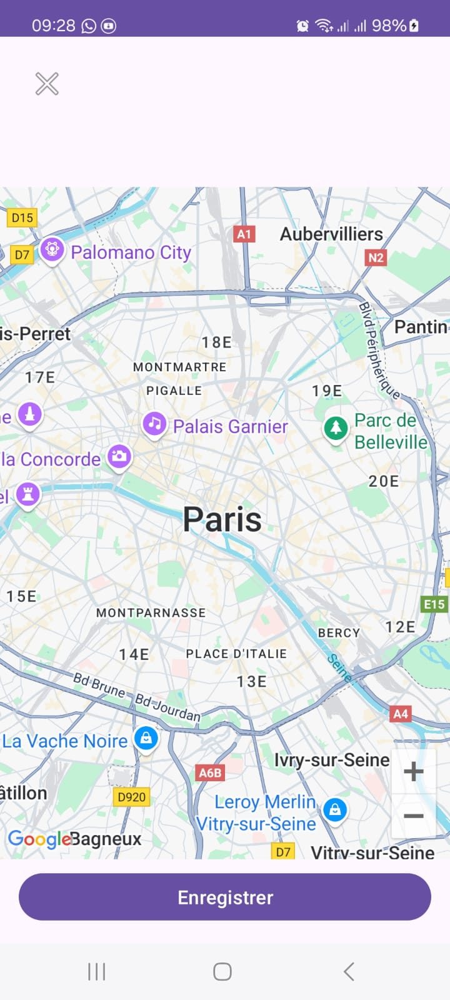 09:28
98%
D15
A1
Aubervilliers
D7
Palomano City
N2
is-Perret
Blvd Périphérique
Pantin
18E
MONTMARTRE
17E
PIGALLE
19E
ne
Palais Garnier
Parc de
Belleville
la Concorde
20E
el
Paris
15E
E15
MONTPARNASSE
12E
BERCY
14E
PLACE D'ITALIE
Seine
13E
Bd Brune
Bd Jourdan
A4
La Vache Noire
Ivry-sur-Seine
+
A6B
âtillon
D920
Leroy Merlin
Vitry-sur-Seine
−
Google
Bagneux
D7
Vitry-sur-Seine
Enregistrer